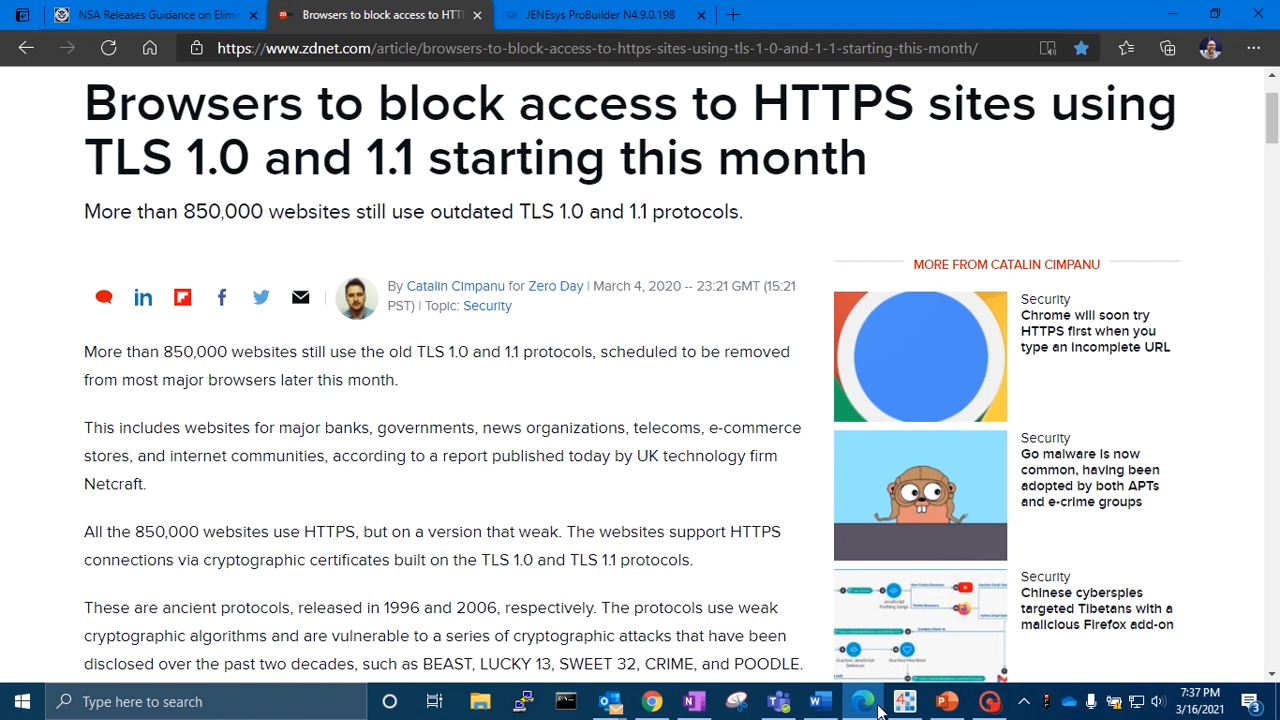 NSA Releases Guidance on Elim
Browsers to block access to HTT
JENEsys ProBuilder N4.9.0.198
https://www.zdnet.com/article/browsers-to-block-access-to-https-sites-using-tls-1-0-and-1-1-starting-this-month/
Browsers to block access to HTTPS sites using
TLS 1.0 and 1.1 starting this month
More than 850,000 websites still use outdated TLS 1.0 and 1.1 protocols.
By Catalin Cimpanu for Zero Day | March 4, 2020 -- 23:21 GMT (15:21
PST) | Topic: Security
More than 850,000 websites still use the old TLS 1.0 and 1.1 protocols, scheduled to be removed
from most major browsers later this month.
This includes websites for major banks, governments, news organizations, telecoms, e-commerce
stores, and internet communities, according to a report published today by UK technology firm
Netcraft.
All the 850,000 websites use HTTPS, but on a version that weak. The websites support HTTPS
connections via cryptographic certificates built on the TLS 1.0 and TLS 1.1 protocols.
These are ancient protocols, released in 1996 and 2006, respectively. The protocols use weak
cryptographic algorithms and are vulnerable to a series of cryptographic attacks that have been
disclosed over the past two decades, such as BEAST, LUCKY 13, SWEET 32, CRIME, and POODLE.
MORE FROM CATALIN CIMPANU
Security
Chrome will soon try
HTTPS first when you
type an incomplete URL
Security
Go malware is now
common, having been
adopted by both APTs
and e-crime groups
Security
Chinese cyberspies
targeted Tibetans with a
malicious Firefox add-on
Type here to search
7:37 PM
3/16/2021
3